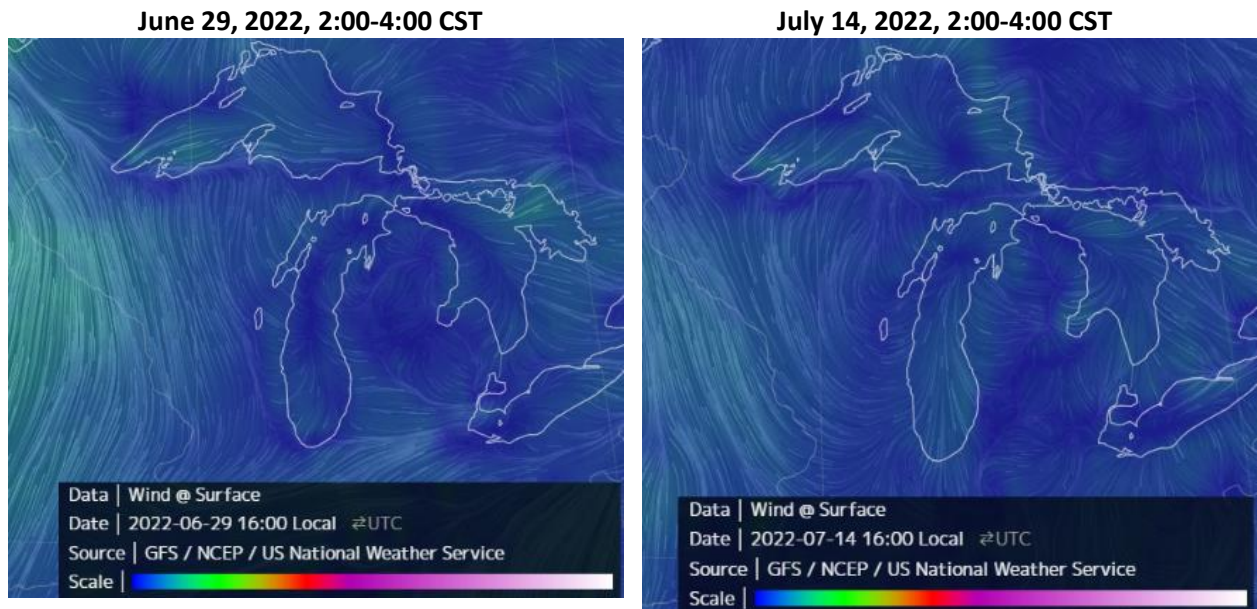 June 29, 2022, 2:00-4:00 CST
Data | Wind @ Surface
Date | 2022-06-29 16:00 Local ⇄UTC
Source | GFS / NCEP / US National Weather Service
Scale |
July 14, 2022, 2:00-4:00 CST
Data | Wind @ Surface
Date | 2022-07-14 16:00 Local ⇄UTC
Source | GFS / NCEP / US National Weather Service
Scale |